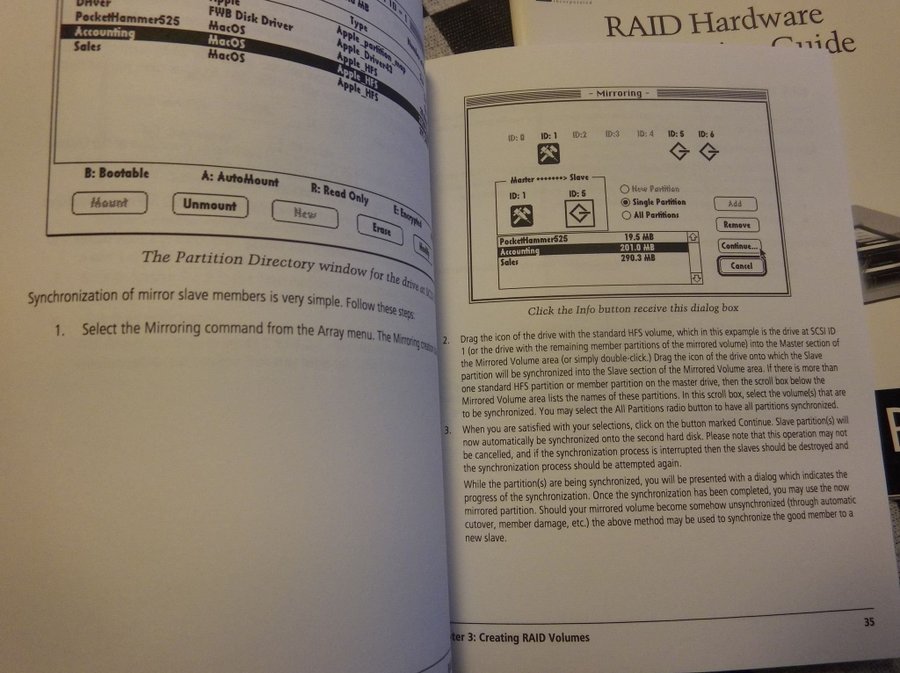 Driver
PocketHammer525
Accounting
Sales
Apple
FWB Disk Driver
MacOS
MacOS
MacOS
MB
Type
Apple_partition_map
Apple_Driver43
Apple_HFS
Apple_HFS
Apple_HFS
B: Bootable
A: AutoMount
R: Read Only
E: Encrypted
Mount
Unmount
New
Erase
The Partition Directory window for the drive at
Synchronization of mirror slave members is very simple. Follow these steps:
1. Select the Mirroring command from the Array menu. The Mirroring
RAID Hardware
Guide
- Mirroring -
ID: 0 ID: 1 ID:2 ID:3 ID: 4 ID: 5 ID: 6
Master •••••••> Slave
ID: 1 ID: 5
New Partition
Single Partition
All Partitions
Add
Remove
Continue...
Cancel
PocketHammer525 19.5 MB
Accounting 201.0 MB
Sales 290.3 MB
Click the Info button receive this dialog box
2. Drag the icon of the drive with the standard HFS volume, which in this expample is the drive at SCSI ID
1 (or the drive with the remaining member partitions of the mirrored volume) into the Master section of
the Mirrored Volume area (or simply double-click.) Drag the icon of the drive onto which the Slave
partition will be synchronized into the Slave section of the Mirrored Volume area. If there is more than
one standard HFS partition or member partition on the master drive, then the scroll box below the
Mirrored Volume area lists the names of these partitions. In this scroll box, select the volume(s) that are
to be synchronized. You may select the All Partitions radio button to have all partitions synchronized.
3. When you are satisfied with your selections, click on the button marked Continue. Slave partition(s) will
now automatically be synchronized onto the second hard disk. Please note that this operation may not
be cancelled, and if the synchronization process is interrupted then the slaves should be destroyed and
the synchronization process should be attempted again.
While the partition(s) are being synchronized, you will be presented with a dialog which indicates the
progress of the synchronization. Once the synchronization has been completed, you may use the now
mirrored partition. Should your mirrored volume become somehow unsynchronized (through automatic
cutover, member damage, etc.) the above method may be used to synchronize the good member to a
new slave.
3: Creating RAID Volumes
35